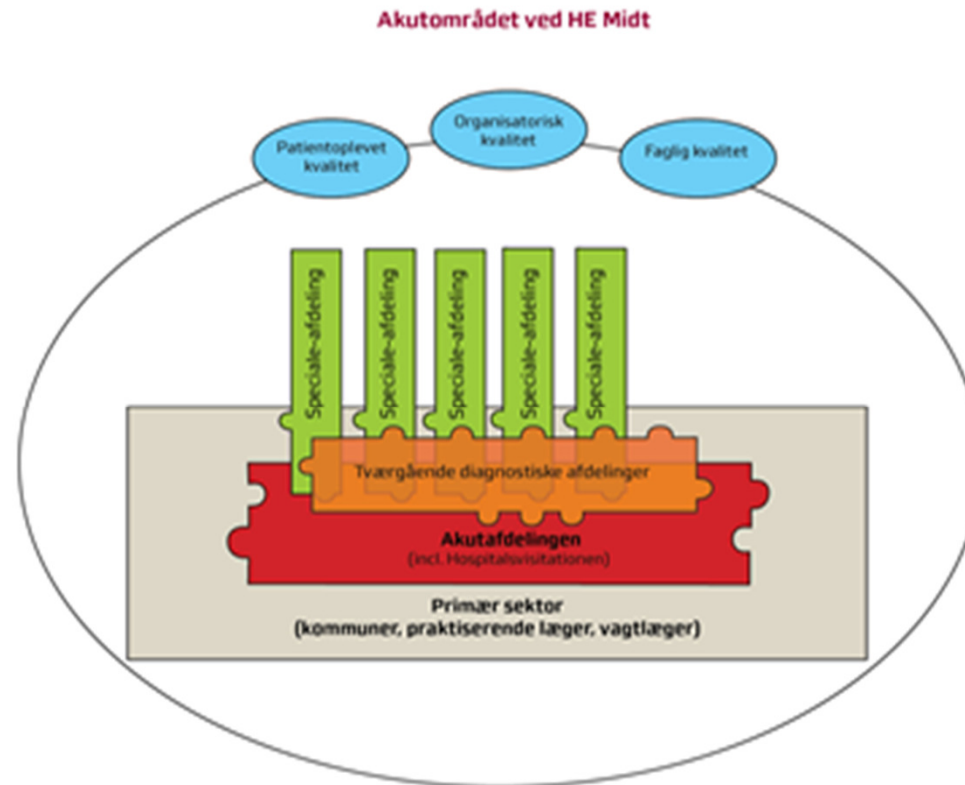 Akutområdet ved HE Midt
Patientoplevet
kvalitet
Organisatorisk
kvalitet
Faglig kvalitet
Speciale-afdeling
Speciale-afdeling
Speciale-afdeling
Speciale-afdeling
Speciale-afdeling
Tværgående diagnostiske afdelinger
Akutafdelingen
(incl. Hospitalsvisitationen)
Primær sektor
(kommuner, praktiserende læger, vagtlæger)